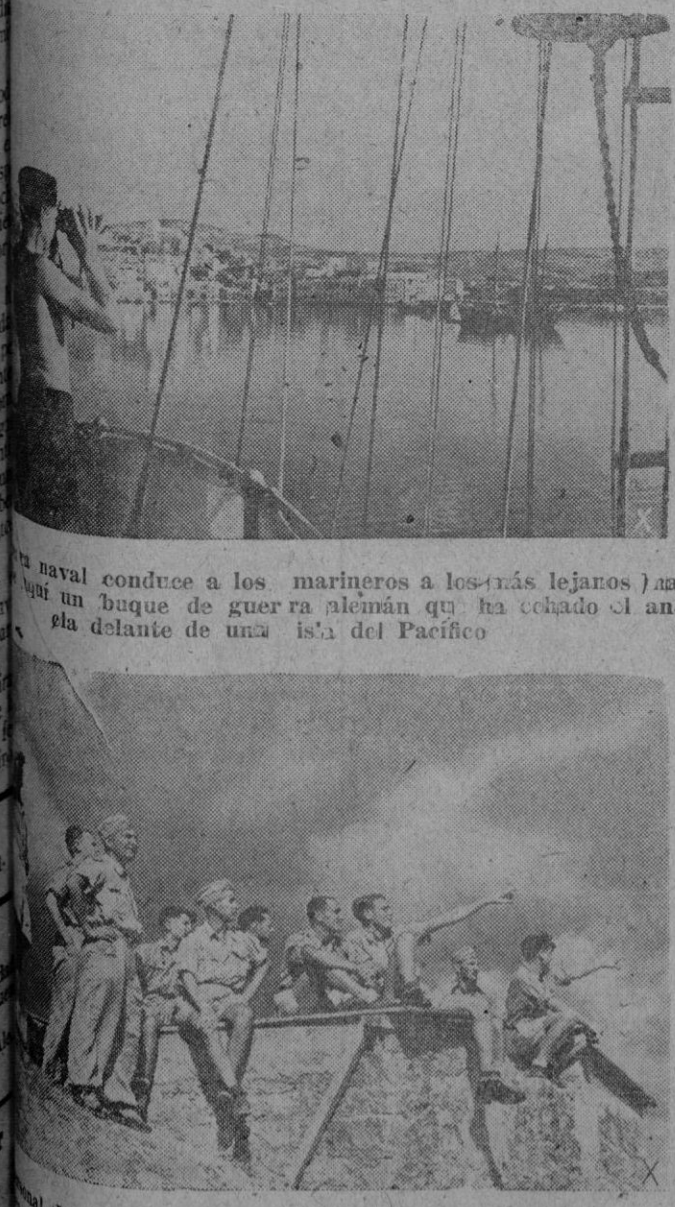 naval conduce a los marineros a los más lejanos
Aquí un buque de guerra alemán que ha echado el an
ela delante de una isla del Pacífico
X
X